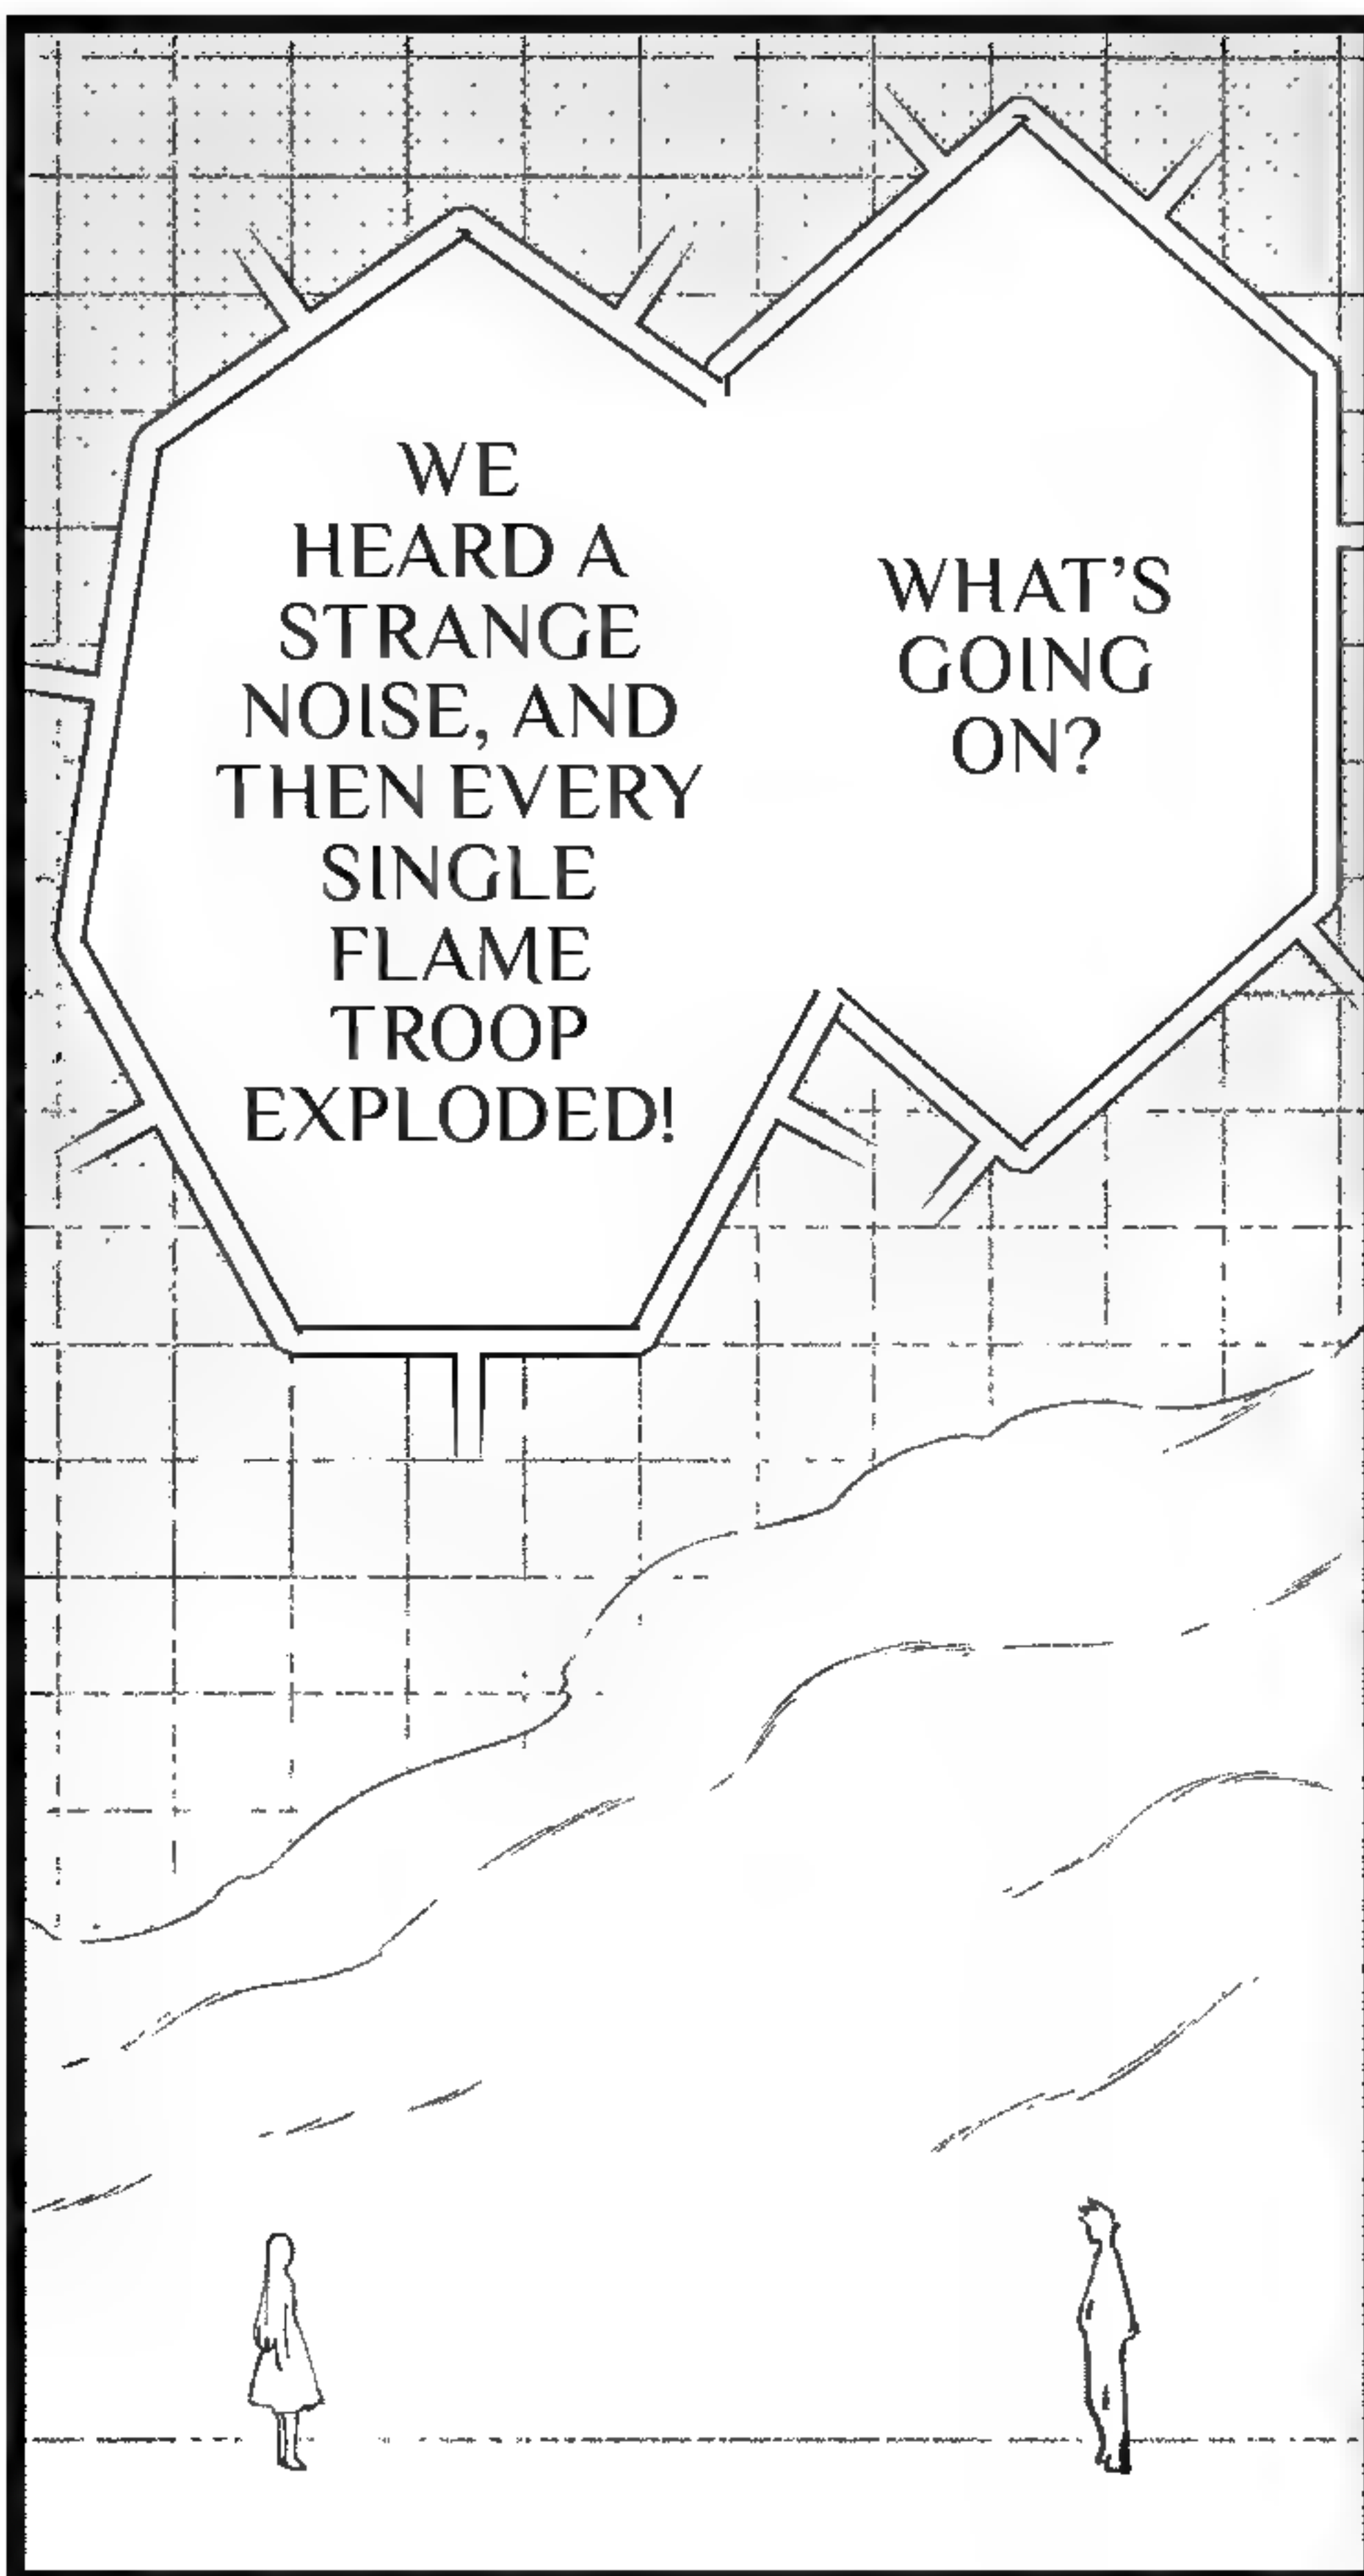 WHAT'S
GOING
ON?
WE
HEARD A
STRANGE
NOISE, AND
THEN EVERY
SINGLE
FLAME
TROOP
EXPLODED!